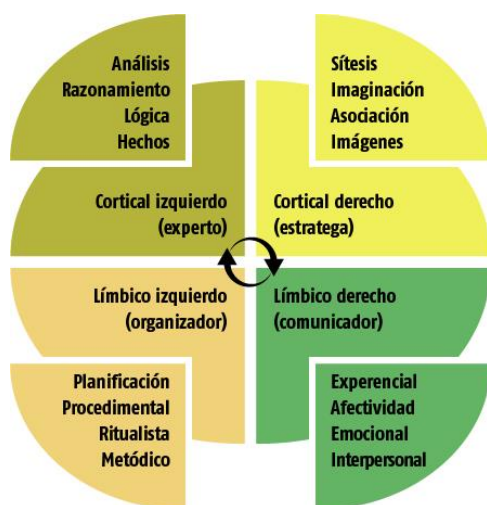 Análisis
Razonamiento
Lógica
Hechos
Cortical izquierdo
(experto)
Sítesis
Imaginación
Asociación
Imágenes
Cortical derecho
(estratega)
Límbico izquierdo
(organizador)
Planificación
Procedimental
Ritualista
Metódico
Límbico derecho
(comunicador)
Experencial
Afectividad
Emocional
Interpersonal